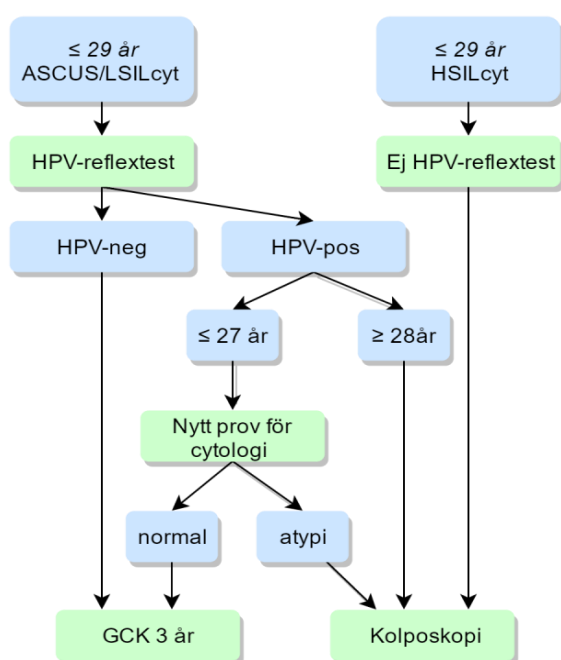 ≤ 29 år
ASCUS/LSILcyt
≤ 29 år
HSILcyt
HPV-reflextest
Ej HPV-reflextest
HPV-neg
HPV-pos
≤ 27 år
≥ 28år
Nytt prov för
cytologi
normal
atypi
GCK 3 år
Kolposkopi